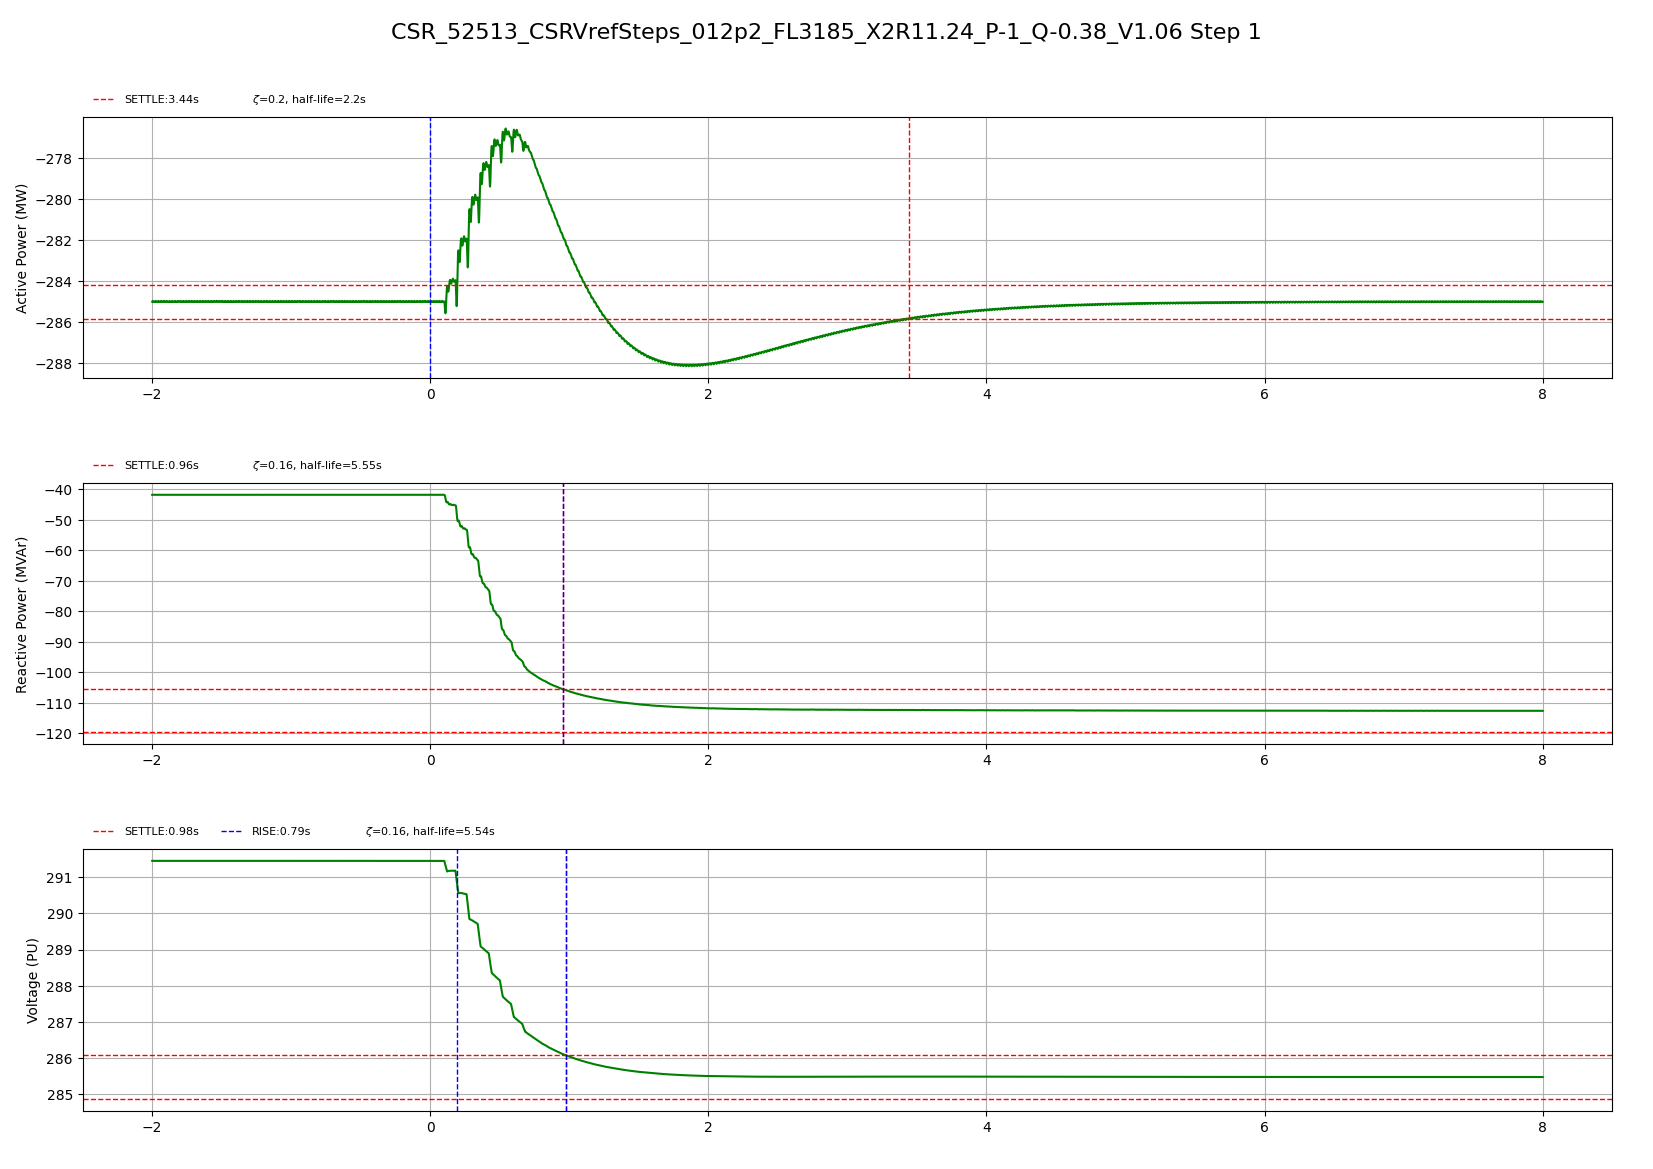 CSR_52513_CSRVrefSteps_012p2_FL3185_X2R11.24_P-1_Q-0.38_V1.06 Step 1
SETTLE:3.44s ζ=0.2, half-life=2.2s
Active Power (MW)
−278
−280
−282
−284
−286
−288
−2 0 2 4 6 8
SETTLE:0.96s ζ=0.16, half-life=5.55s
Reactive Power (MVAr)
−40
−50
−60
−70
−80
−90
−100
−110
−120
−2 0 2 4 6 8
SETTLE:0.98s RISE:0.79s ζ=0.16, half-life=5.54s
Voltage (PU)
291
290
289
288
287
286
285
−2 0 2 4 6 8